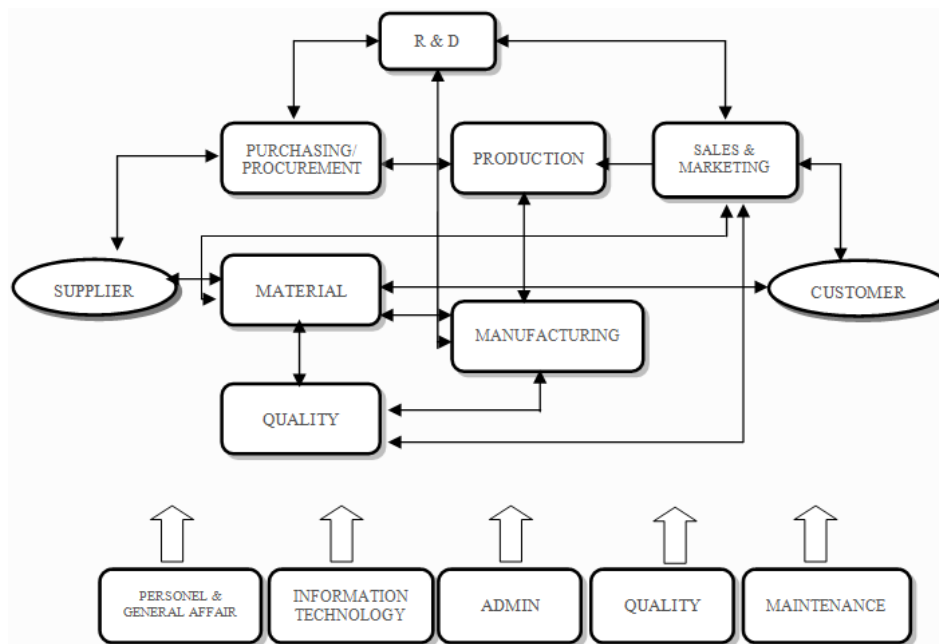 R & D
PURCHASING/
PROCUREMENT
PRODUCTION
SALES &
MARKETING
SUPPLIER
MATERIAL
CUSTOMER
MANUFACTURING
QUALITY
PERSONEL &
GENERAL AFFAIR
INFORMATION
TECHNOLOGY
ADMIN
QUALITY
MAINTENANCE